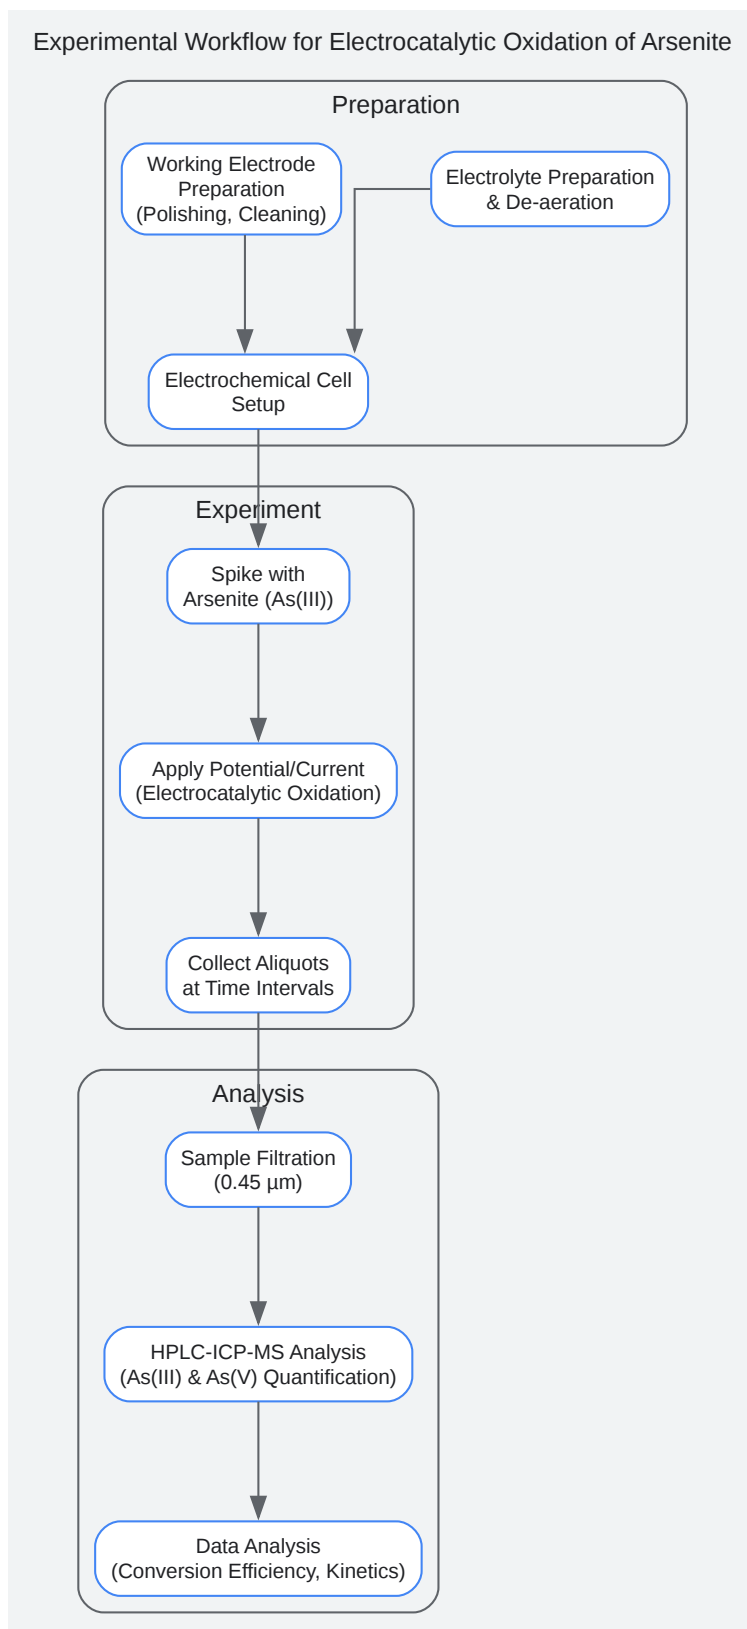 Experimental Workflow for Electrocatalytic Oxidation of Arsenite
Preparation
Working Electrode
Preparation
(Polishing, Cleaning)
Electrolyte Preparation
& De-aeration
Electrochemical Cell
Setup
Experiment
Spike with
Arsenite (As(III))
Apply Potential/Current
(Electrocatalytic Oxidation)
Collect Aliquots
at Time Intervals
Analysis
Sample Filtration
(0.45 µm)
HPLC-ICP-MS Analysis
(As(III) & As(V) Quantification)
Data Analysis
(Conversion Efficiency, Kinetics)